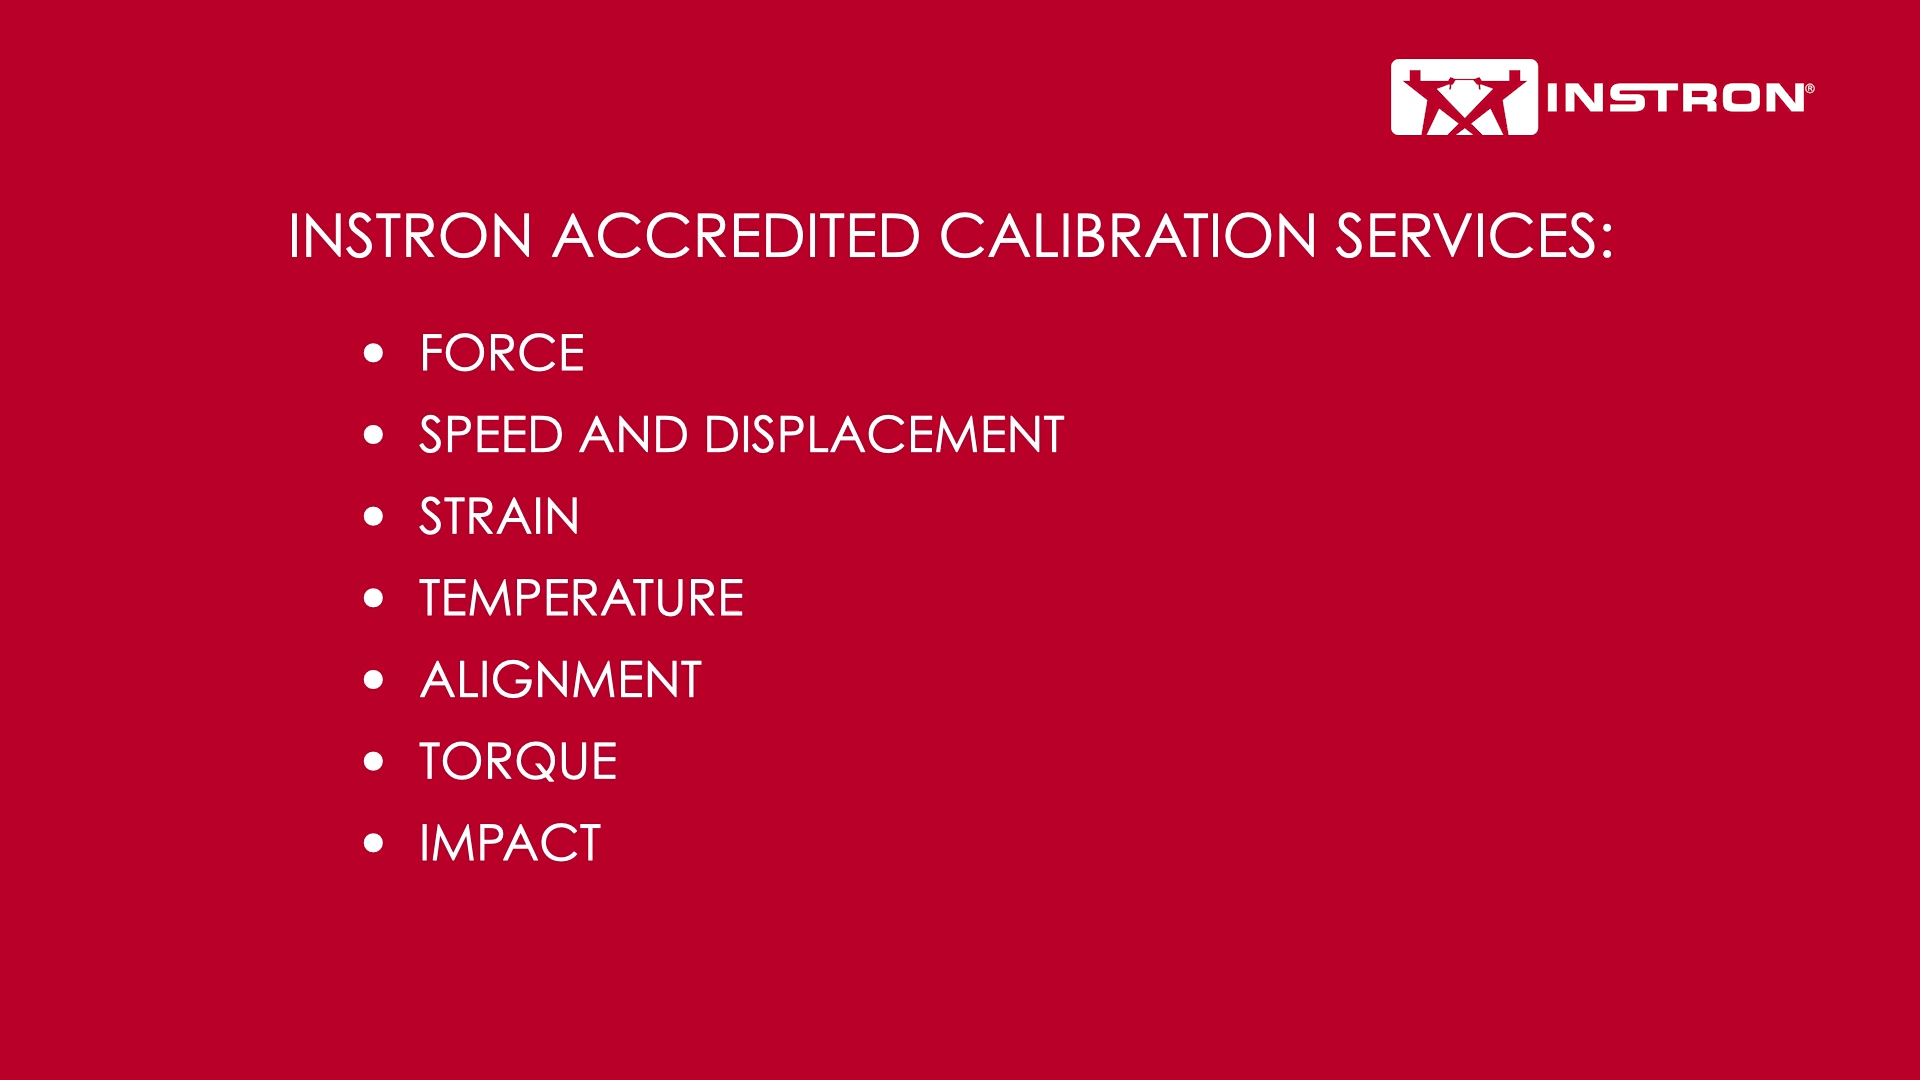 INSTRON®
INSTRON ACCREDITED CALIBRATION SERVICES:
• FORCE
• SPEED AND DISPLACEMENT
• STRAIN
• TEMPERATURE
• ALIGNMENT
• TORQUE
• IMPACT